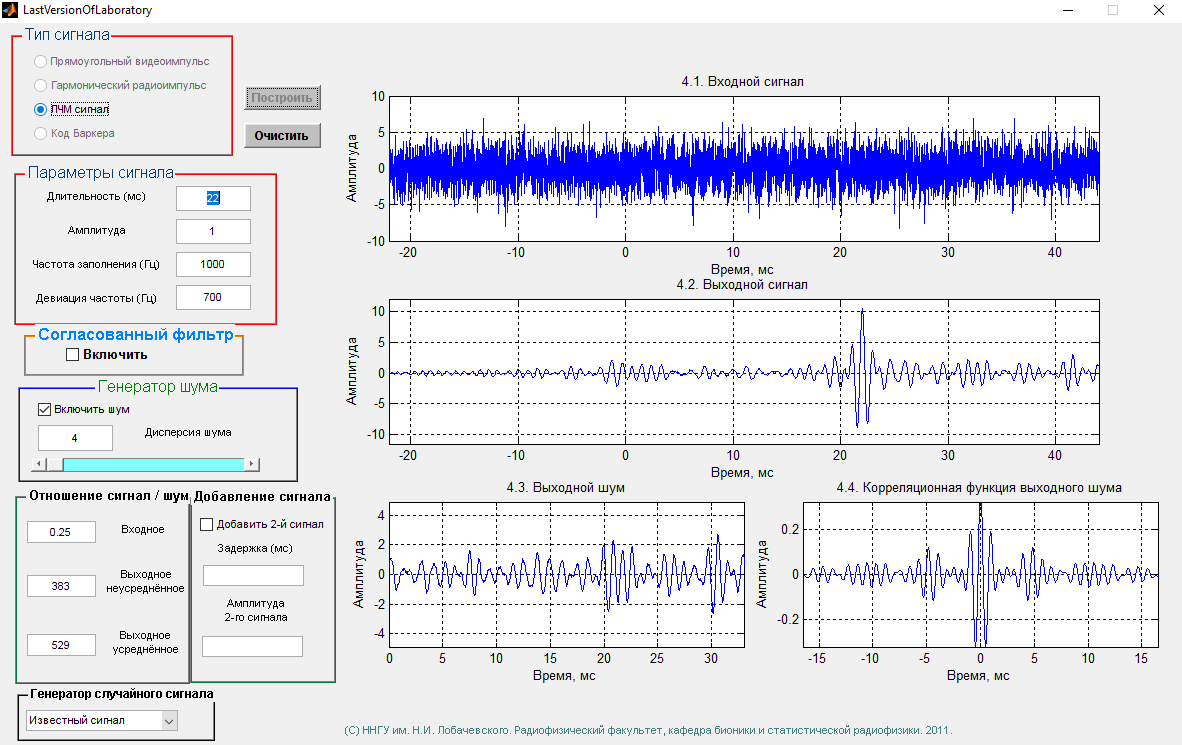 LastVersionOfLaboratory
Тип сигнала
Прямоугольный видеоимпульс
Гармонический радиоимпульс
ЛЧМ сигнал
Код Баркера
Построить
Очистить
Параметры сигнала
Длительность (мс)
22
Амплитуда
1
Частота заполнения (Гц)
1000
Девиация частоты (Гц)
700
Согласованный фильтр
Включить
Генератор шума
Включить шум
4
Дисперсия шума
Отношение сигнал / шум
0.25
Входное
383
Выходное
неусреднённое
529
Выходное
усреднённое
Добавление сигнала
Добавить 2-й сигнал
Задержка (мс)
Амплитуда
2-го сигнала
Генератор случайного сигнала
Известный сигнал
4.1. Входной сигнал
Амплитуда
10
5
0
-5
-10
-20 -10 0 10 20 30 40
Время, мс
4.2. Выходной сигнал
Амплитуда
10
5
0
-5
-10
-20 -10 0 10 20 30 40
Время, мс
4.3. Выходной шум
Амплитуда
4
2
0
-2
-4
0 5 10 15 20 25 30
Время, мс
4.4. Корреляционная функция выходного шума
Амплитуда
0.2
0
-0.2
-15 -10 -5 0 5 10 15
Время, мс
(С) ННГУ им. Н.И. Лобачевского. Радиофизический факультет, кафедра бионики и статистической радиофизики. 2011.